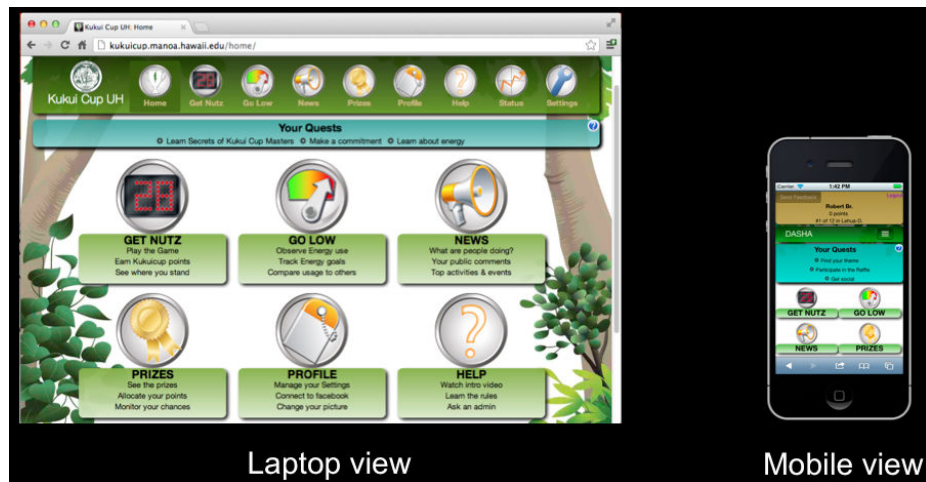 Kukui Cup UH: Home
kukuicup.manoa.hawaii.edu/home/
Kukui Cup UH
Home
Get Nutz
Go Low
News
Prizes
Profile
Help
Status
Settings
Your Quests
Learn Secrets of Kukui Cup Masters Make a commitment Learn about energy
28
GET NUTZ
Play the Game
Earn Kukuicup points
See where you stand
GO LOW
Observe Energy use
Track Energy goals
Compare usage to others
NEWS
What are people doing?
Your public comments
Top activities & events
PRIZES
See the prizes
Allocate your points
Monitor your chances
PROFILE
Manage your Settings
Connect to facebook
Change your picture
?
HELP
Watch intro video
Learn the rules
Ask an admin
Carrier 1:42 PM
Send Feedback
Logout
Robert Br.
0 points
#1 of 12 in Lehua-G.
DASHA
Your Quests
Find your theme
Participate in the Raffle
Get social
GET NUTZ
GO LOW
NEWS
PRIZES
Laptop view
Mobile view